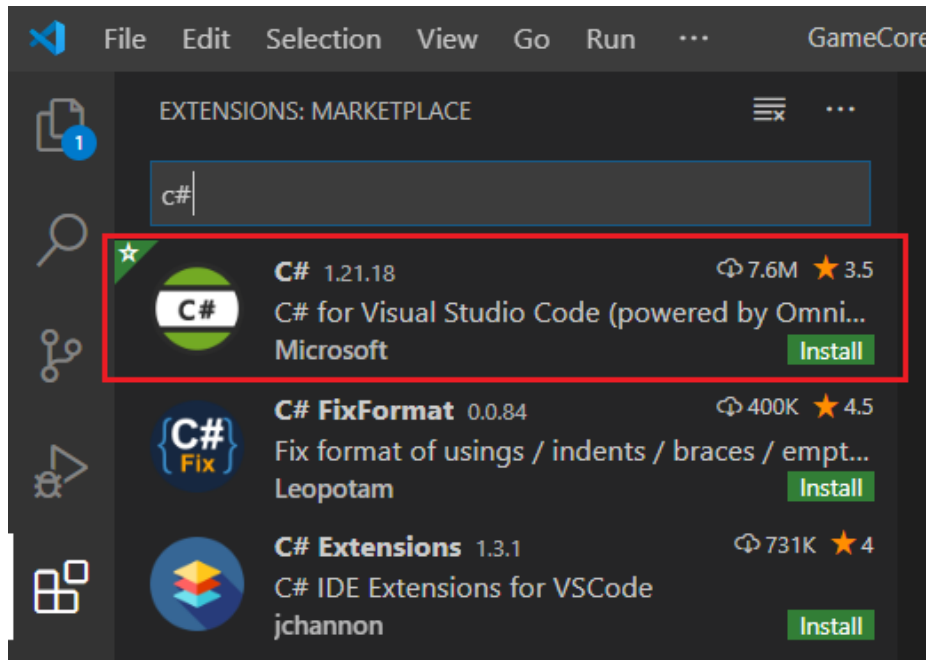 File Edit Selection View Go Run ··· GameCore
EXTENSIONS: MARKETPLACE ···
1
c#
C# 1.21.18 7.6M 3.5
C# C# for Visual Studio Code (powered by Omni...
Microsoft Install
C# FixFormat 0.0.84 400K 4.5
{C#} Fix Fix format of usings / indents / braces / empt...
Leopotam Install
C# Extensions 1.3.1 731K 4
C# IDE Extensions for VSCode
jchannon Install